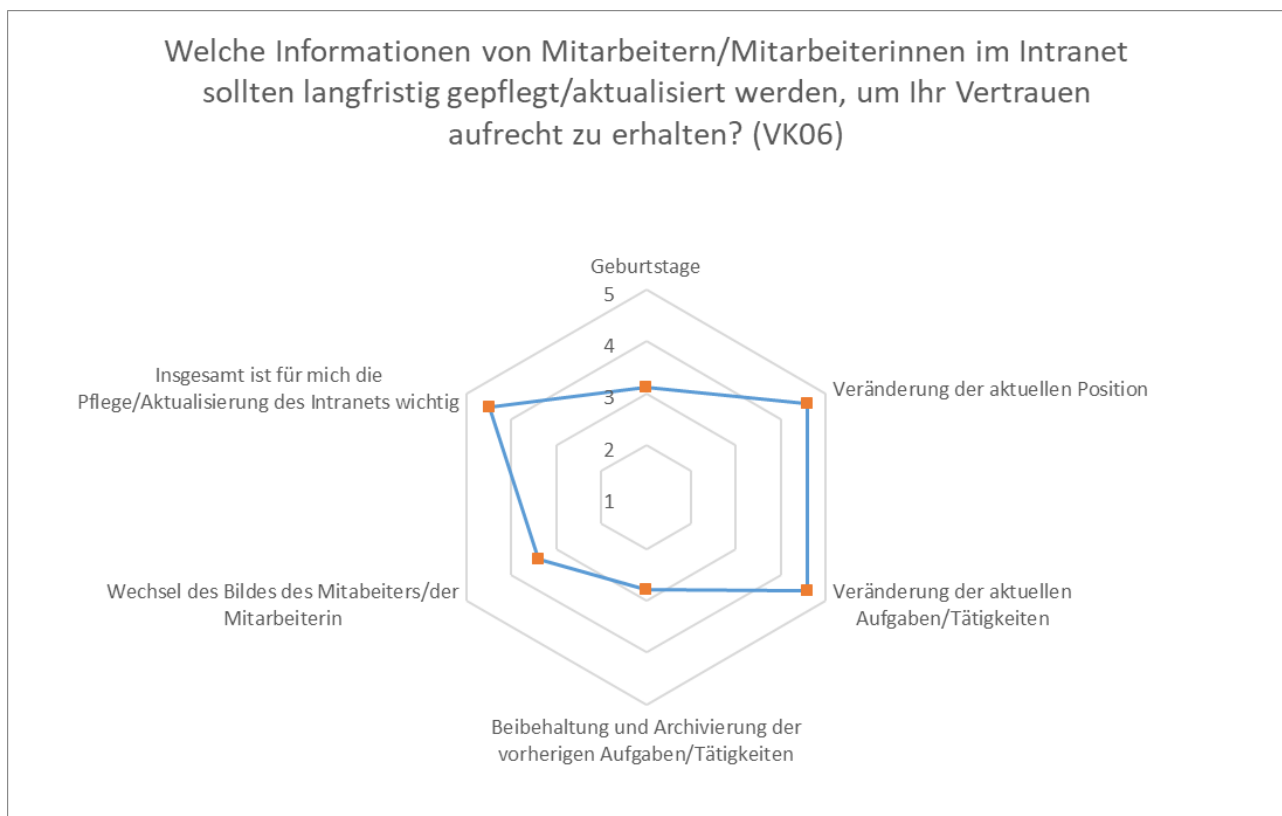 Welche Informationen von Mitarbeitern/Mitarbeiterinnen im Intranet
sollten langfristig gepflegt/aktualisiert werden, um Ihr Vertrauen
aufrecht zu erhalten? (VK06)
Geburtstage
5
4
3
2
1
Insgesamt ist für mich die
Pflege/Aktualisierung des Intranets wichtig
Veränderung der aktuellen Position
Wechsel des Bildes des Mitabeiters/der
Mitarbeiterin
Veränderung der aktuellen
Aufgaben/Tätigkeiten
Beibehaltung und Archivierung der
vorherigen Aufgaben/Tätigkeiten